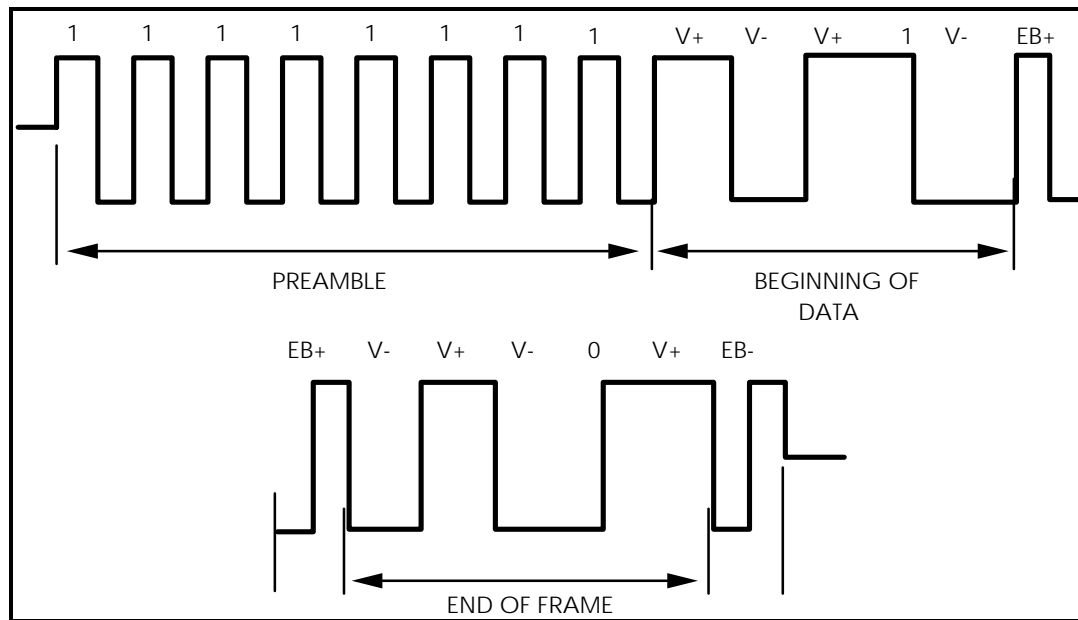 1 1 1 1 1 1 1 1 V+ V- V+ 1 V- EB+
PREAMBLE
BEGINNING OF
DATA
EB+ V- V+ V- 0 V+ EB-
END OF FRAME